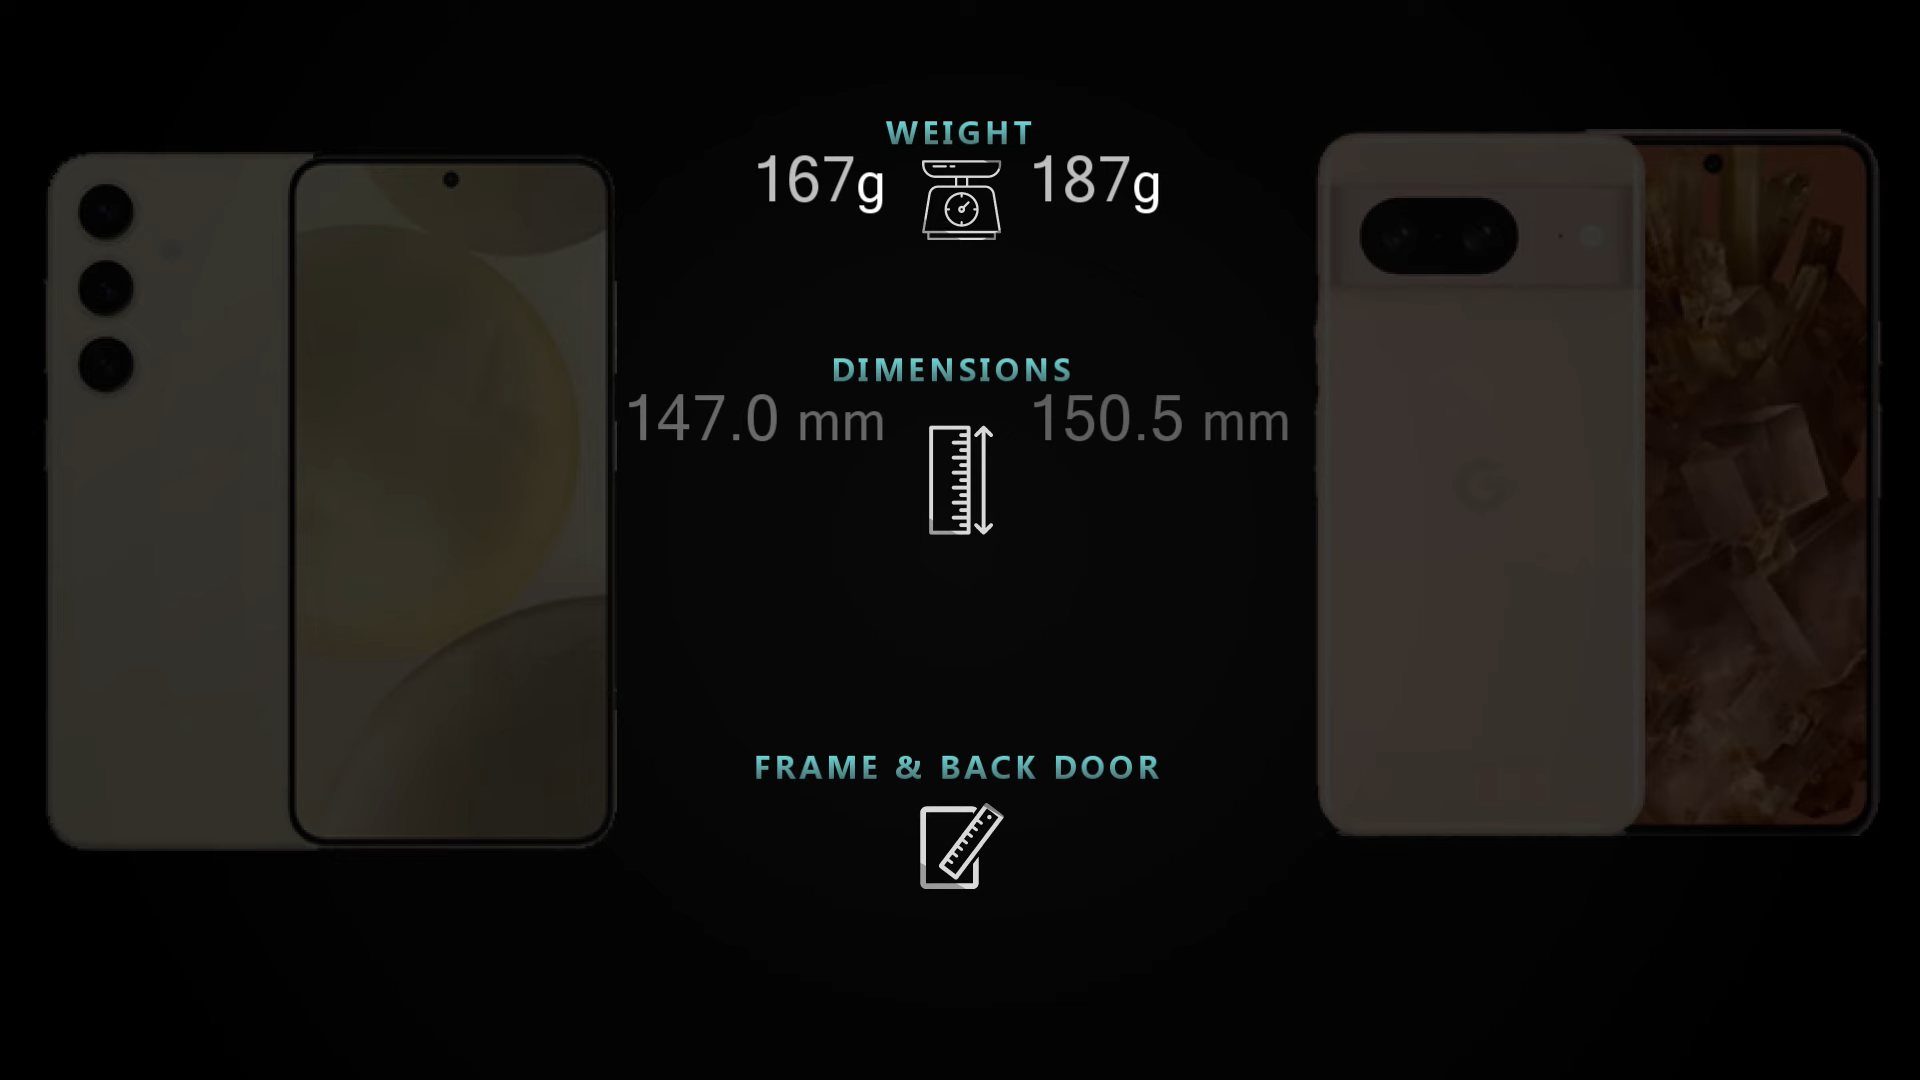 WEIGHT
167g 187g
DIMENSIONS
147.0 mm 150.5 mm
G
FRAME & BACK DOOR